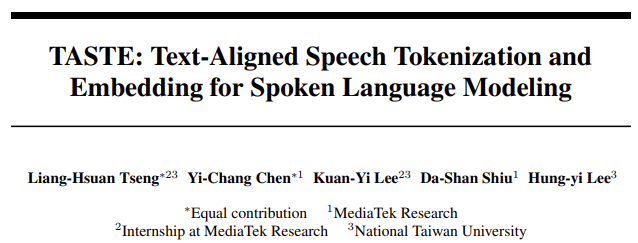 TASTE: Text-Aligned Speech Tokenization and
Embedding for Spoken Language Modeling
Liang-Hsuan Tseng*23 Yi-Chang Chen*1 Kuan-Yi Lee23 Da-Shan Shiu1 Hung-yi Lee3
*Equal contribution 1MediaTek Research
2Internship at MediaTek Research 3National Taiwan University